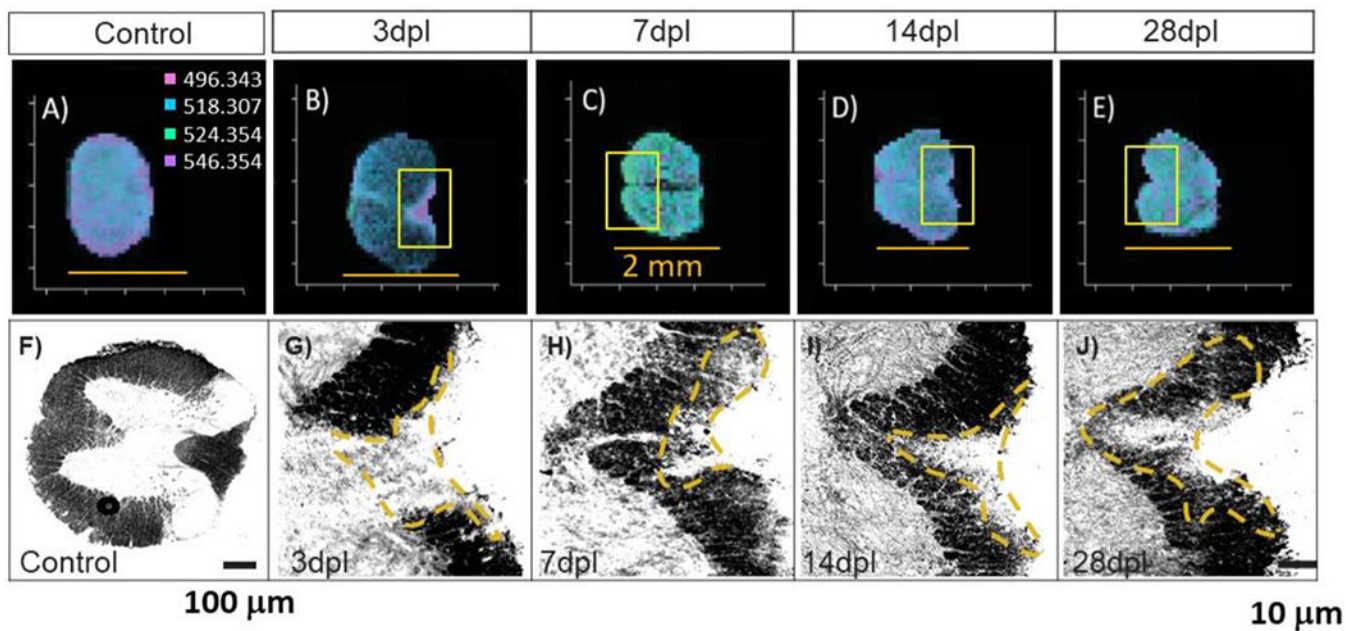 Control 3dpl 7dpl 14dpl 28dpl
A) B) C) D) E)
496.343
518.307
524.354
546.354
2 mm
F) G) H) I) J)
Control 3dpl 7dpl 14dpl 28dpl
100 μm 10 μm